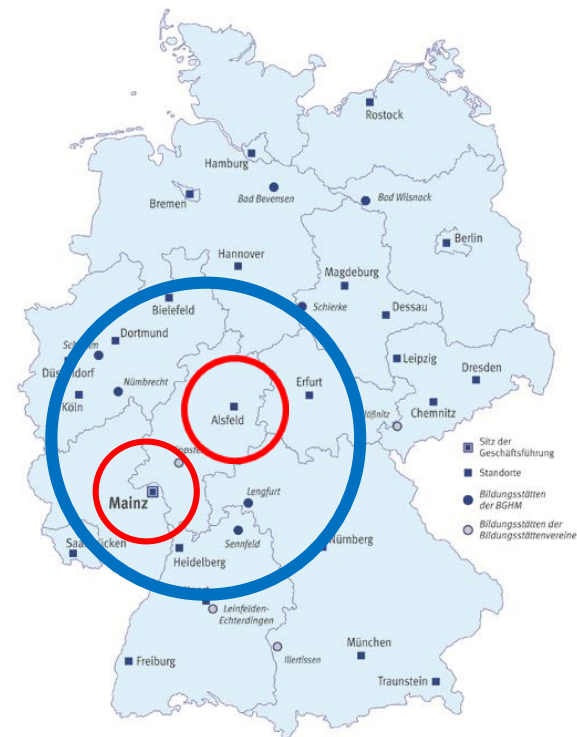 Rostock
Hamburg
Bad Bevensen
Bad Wilsnack
Bremen
Berlin
Hannover
Magdeburg
Bielefeld
Schierke
Dessau
Dortmund
Düsseldorf
Leipzig
Dresden
Nümbrecht
Erfurt
Köln
Alsfeld
Chemnitz
Sitz der
Geschäftsführung
Standorte
Mainz
Lengfurt
Bildungsstätten
der BGHM
Bildungsstätten der
Bildungsstättenvereine
Sennfeld
Saarbrücken
Heidelberg
Nürnberg
Leinfelden-
Echterdingen
München
Illertissen
Freiburg
Traunstein